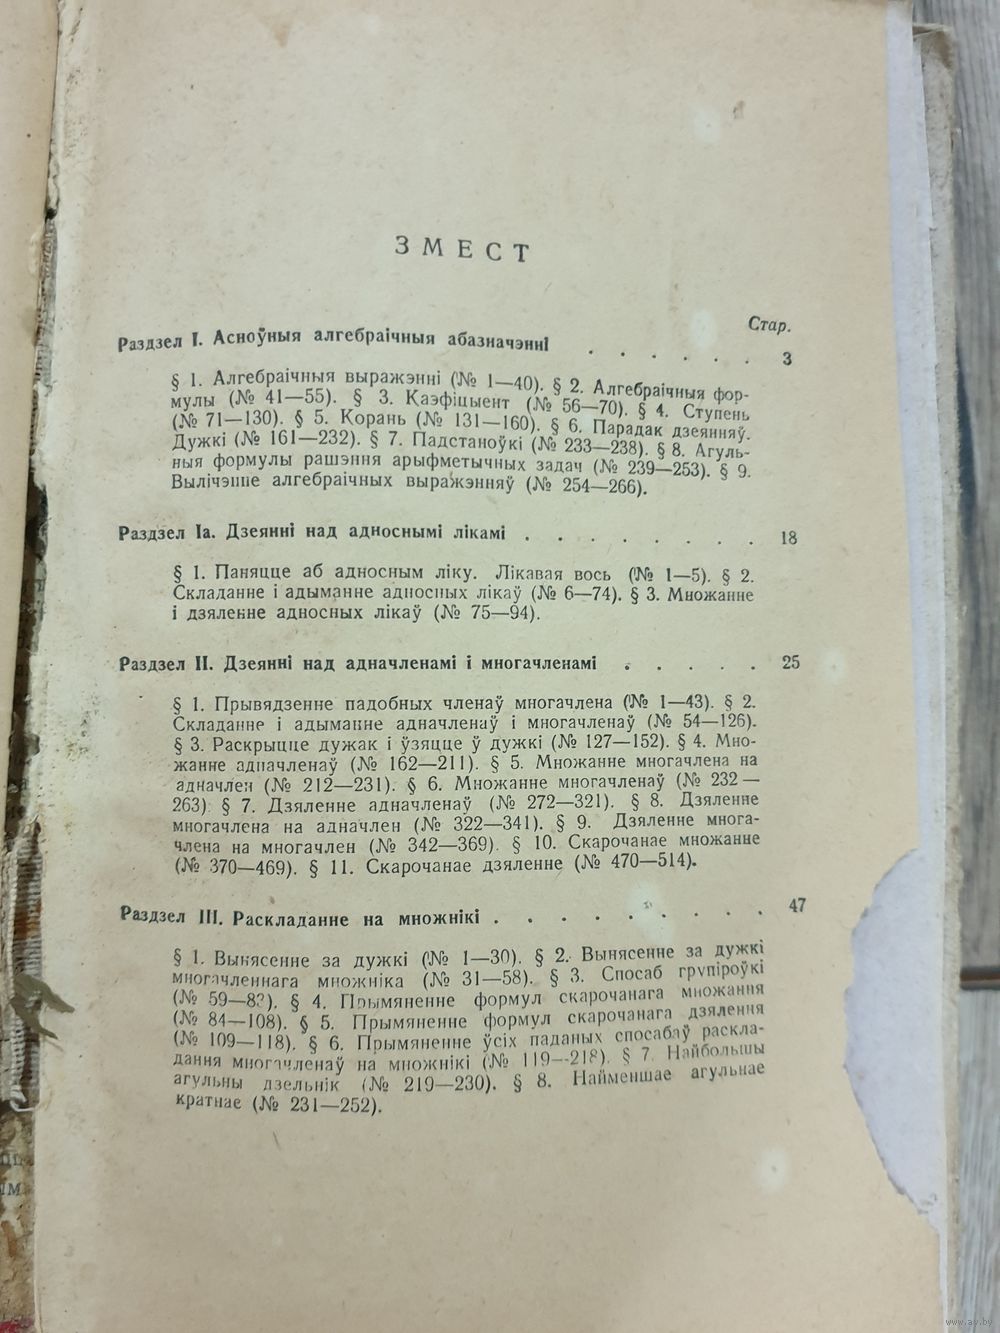 ЗМЕСТ
Стар.
Раздзел I. Асноўныя алгебраічныя абазначэнні . . . . . . 3
§ 1. Алгебраічныя выражэнні (№ 1—40). § 2. Алгебраічныя фор-
мулы (№ 41—55). § 3. Каэфіцыент (№ 56—70). § 4. Ступень
(№ 71—130). § 5. Корань (№ 131—160). § 6. Парадак дзеянняў.
Дужкі (№ 161—232). § 7. Падстаноўкі (№ 233—238). § 8. Агуль-
ныя формулы рашэння арыфметычных задач (№ 239—253). § 9.
Вылічэнне алгебраічных выражэнняў (№ 254—266).
Раздзел Iа. Дзеянні над адноснымі лікамі . . . . . . . . 18
§ 1. Паняцце аб адносным ліку. Лікавая вось (№ 1—5). § 2.
Складанне і адыманне адносных лікаў (№ 6—74). § 3. Множанне
і дзяленне адносных лікаў (№ 75—94).
Раздзел II. Дзеянні над адначленамі і многачленамі . . . . . 25
§ 1. Прывядзенне падобных членаў многачлена (№ 1—43). § 2.
Складанне і адыманне адначленаў і многачленаў (№ 54—126).
§ 3. Раскрыцце дужак і ўзяцце ў дужкі (№ 127—152). § 4. Мно-
жанне адначленаў (№ 162—211). § 5. Множанне многачлена на
адначлен (№ 212—231). § 6. Множанне многачленаў (№ 232—
263) § 7. Дзяленне адначленаў (№ 272—321). § 8. Дзяленне
многачлена на адначлен (№ 322—341). § 9. Дзяленне многа-
члена на многачлен (№ 342—369). § 10. Скарочанае множанне
(№ 370—469). § 11. Скарочанае дзяленне (№ 470—514).
Раздзел III. Раскладанне на множнікі . . . . . . . . . 47
§ 1. Вынясенне за дужкі (№ 1—30). § 2. Вынясенне за дужкі
многачленнага множніка (№ 31—58). § 3. Спосаб групіроўкі
(№ 59—83). § 4. Прымяненне формул скарочанага множання
(№ 84—108). § 5. Прымяненне формул скарочанага дзялення
(№ 109—118). § 6. Прымяненне ўсіх паданых спосабаў раскла-
дання многачленаў на множнікі (№ 119—218). § 7. Найбольшы
агульны дзельнік (№ 219—230). § 8. Найменшае агульнае
кратнае (№ 231—252).
www.ay.by